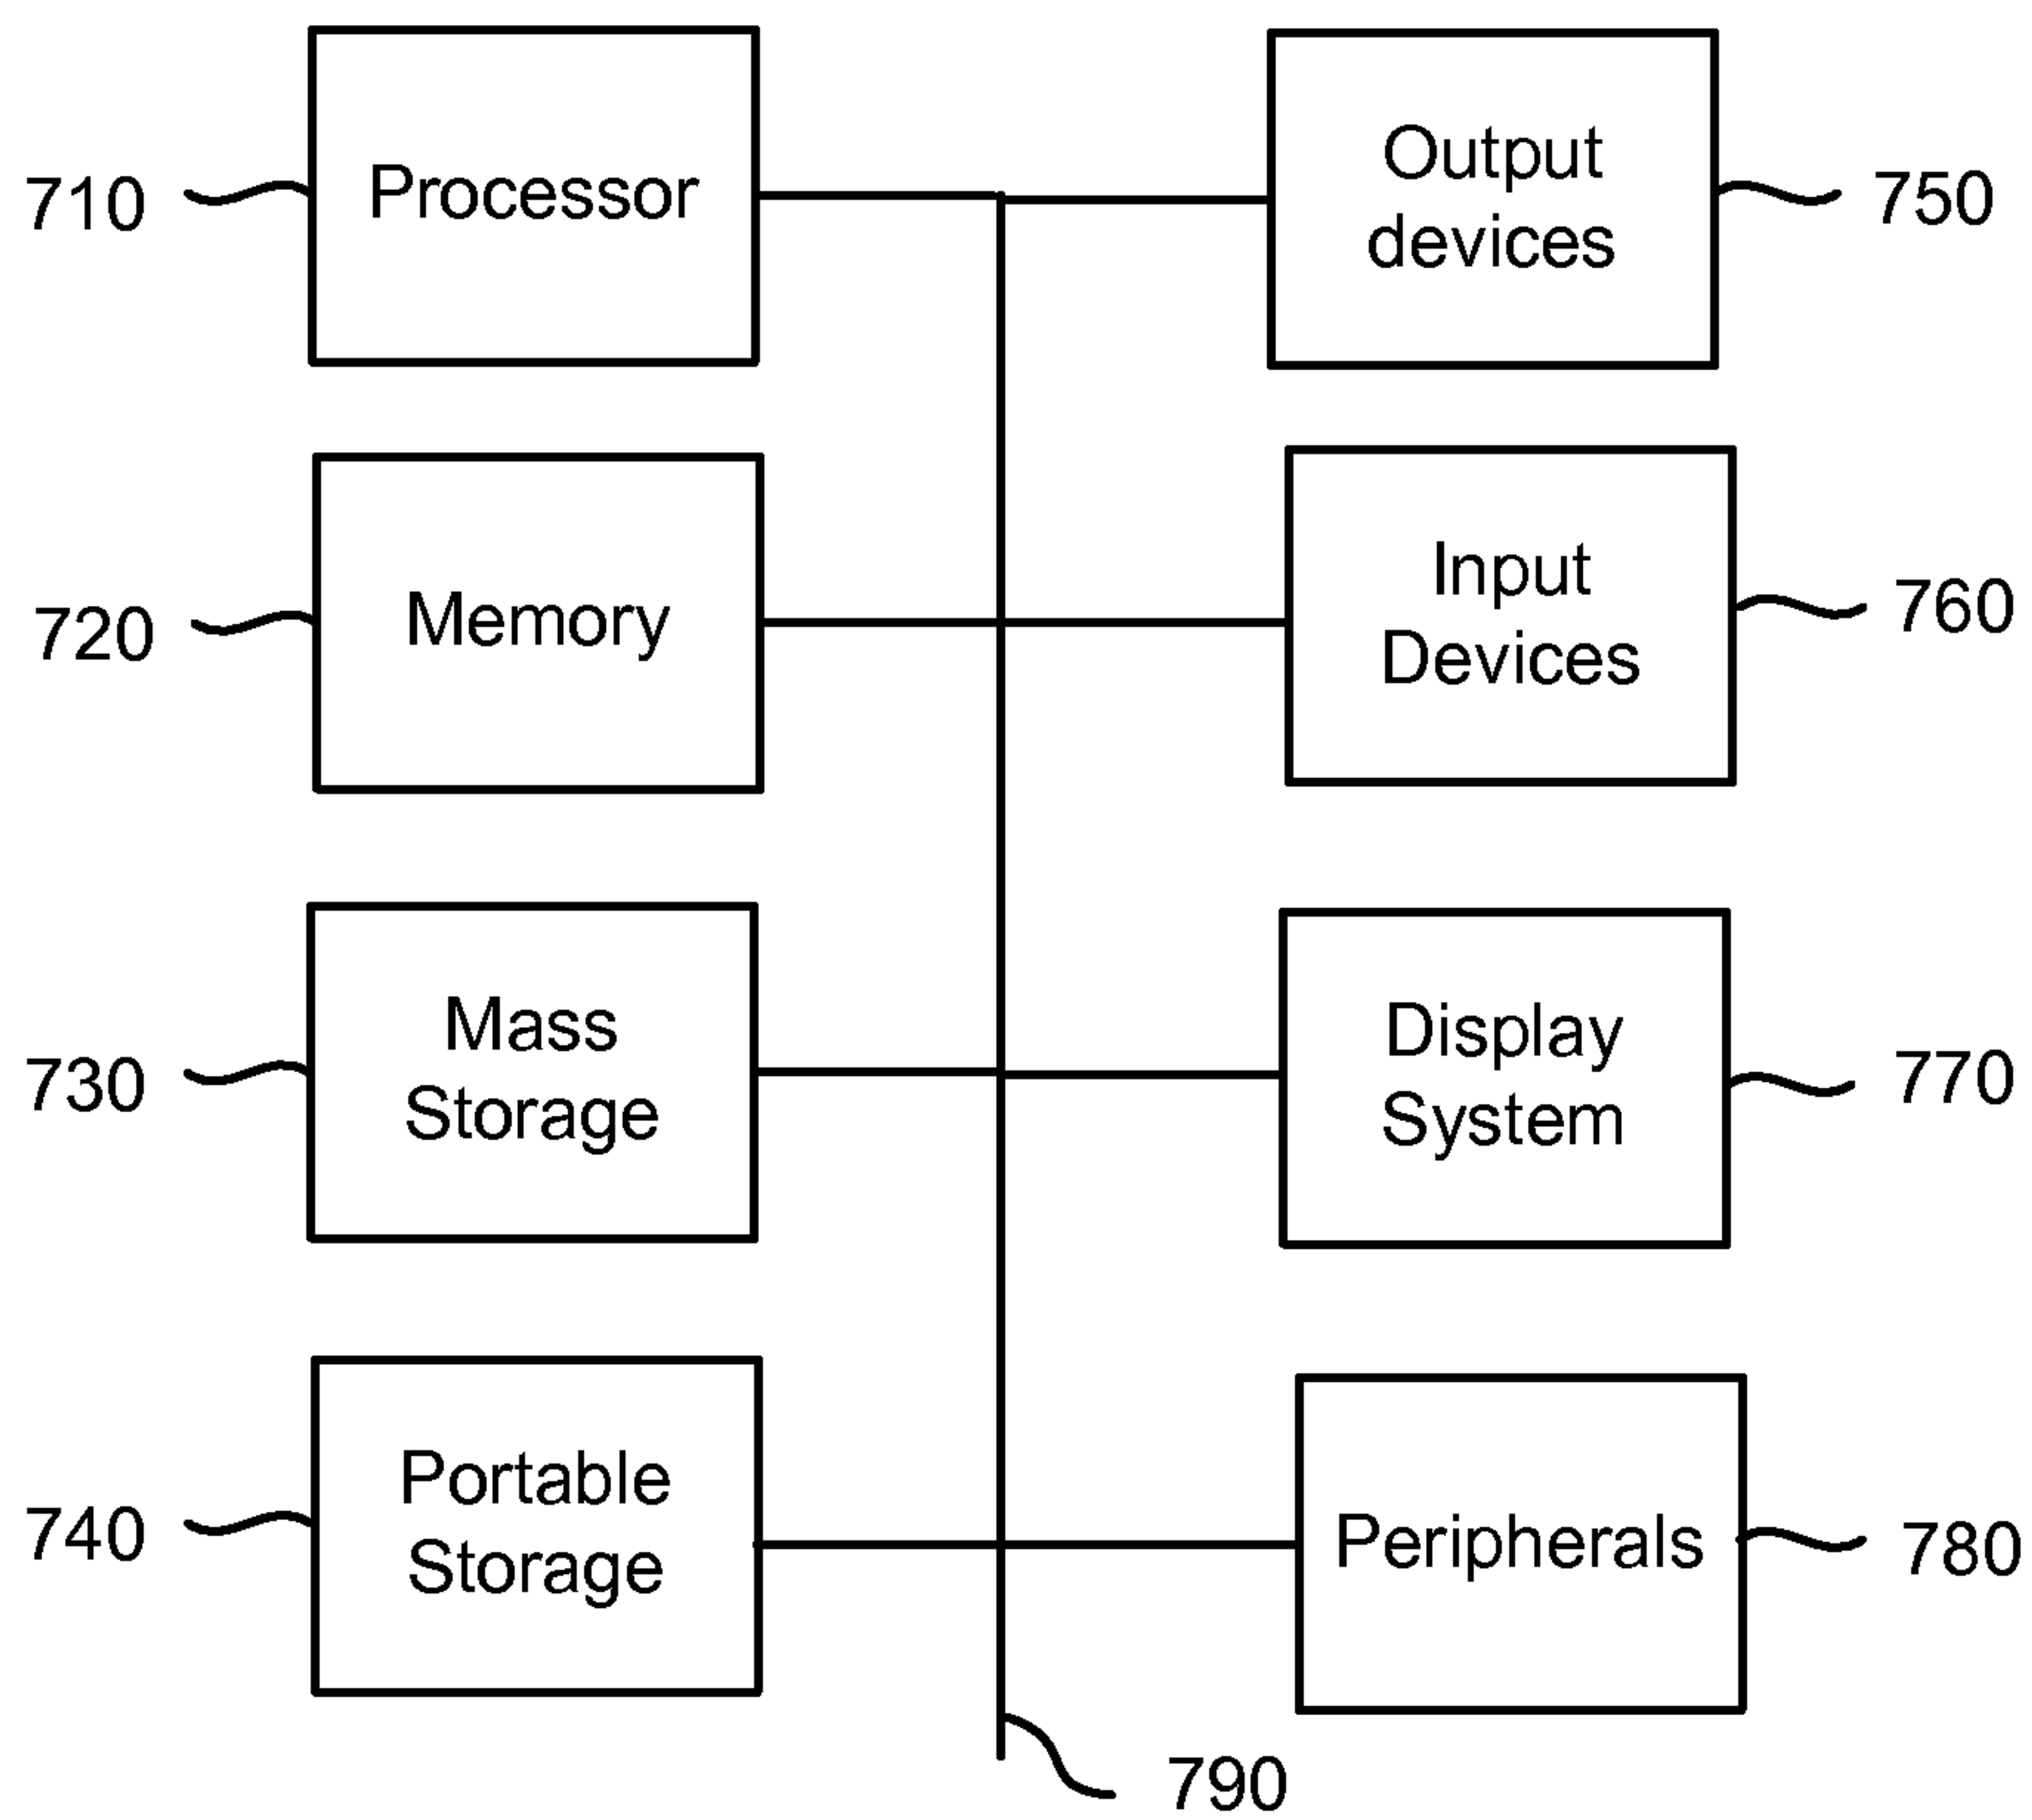 710
Processor
Output
devices
750
720
Memory
Input
Devices
760
730
Mass
Storage
Display
System
770
740
Portable
Storage
Peripherals
780
790